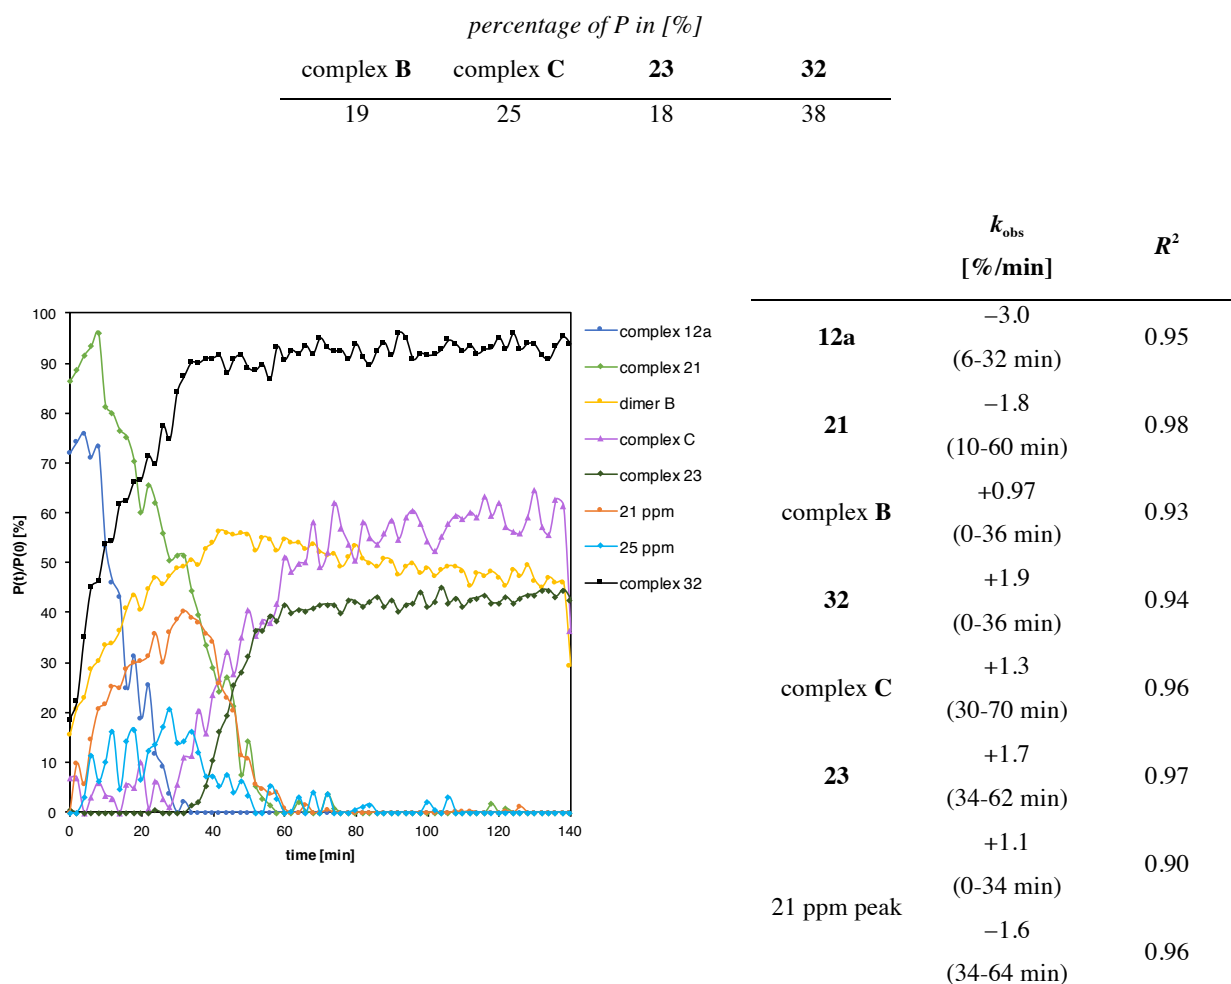 percentage of P in [%]
complex B complex C 23 32
19 25 18 38
k_obs
[%/min]
R²
12a –3.0 0.95
(6-32 min)
21 –1.8 0.98
(10-60 min)
complex B +0.97 0.93
(0-36 min)
32 +1.9 0.94
(0-36 min)
complex C +1.3 0.96
(30-70 min)
23 +1.7 0.97
(34-62 min)
21 ppm peak
+1.1 0.90
(0-34 min)
–1.6 0.96
(34-64 min)
P(t)/P(0) [%]
100
90
80
70
60
50
40
30
20
10
0
0 20 40 60 80 100 120 140
time [min]
complex 12a
complex 21
dimer B
complex C
complex 23
21 ppm
25 ppm
complex 32